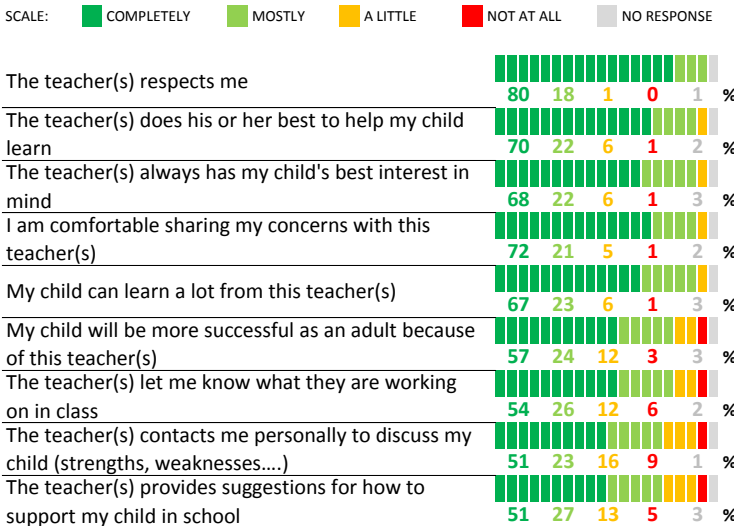 SCALE: COMPLETELY MOSTLY A LITTLE NOT AT ALL NO RESPONSE
The teacher(s) respects me
80 18 1 0 1 %
The teacher(s) does his or her best to help my child
learn
70 22 6 1 2 %
The teacher(s) always has my child's best interest in
mind
68 22 6 1 3 %
I am comfortable sharing my concerns with this
teacher(s)
72 21 5 1 2 %
My child can learn a lot from this teacher(s)
67 23 6 1 3 %
My child will be more successful as an adult because
of this teacher(s)
57 24 12 3 3 %
The teacher(s) let me know what they are working
on in class
54 26 12 6 2 %
The teacher(s) contacts me personally to discuss my
child (strengths, weaknesses....)
51 23 16 9 1 %
The teacher(s) provides suggestions for how to
support my child in school
51 27 13 5 3 %